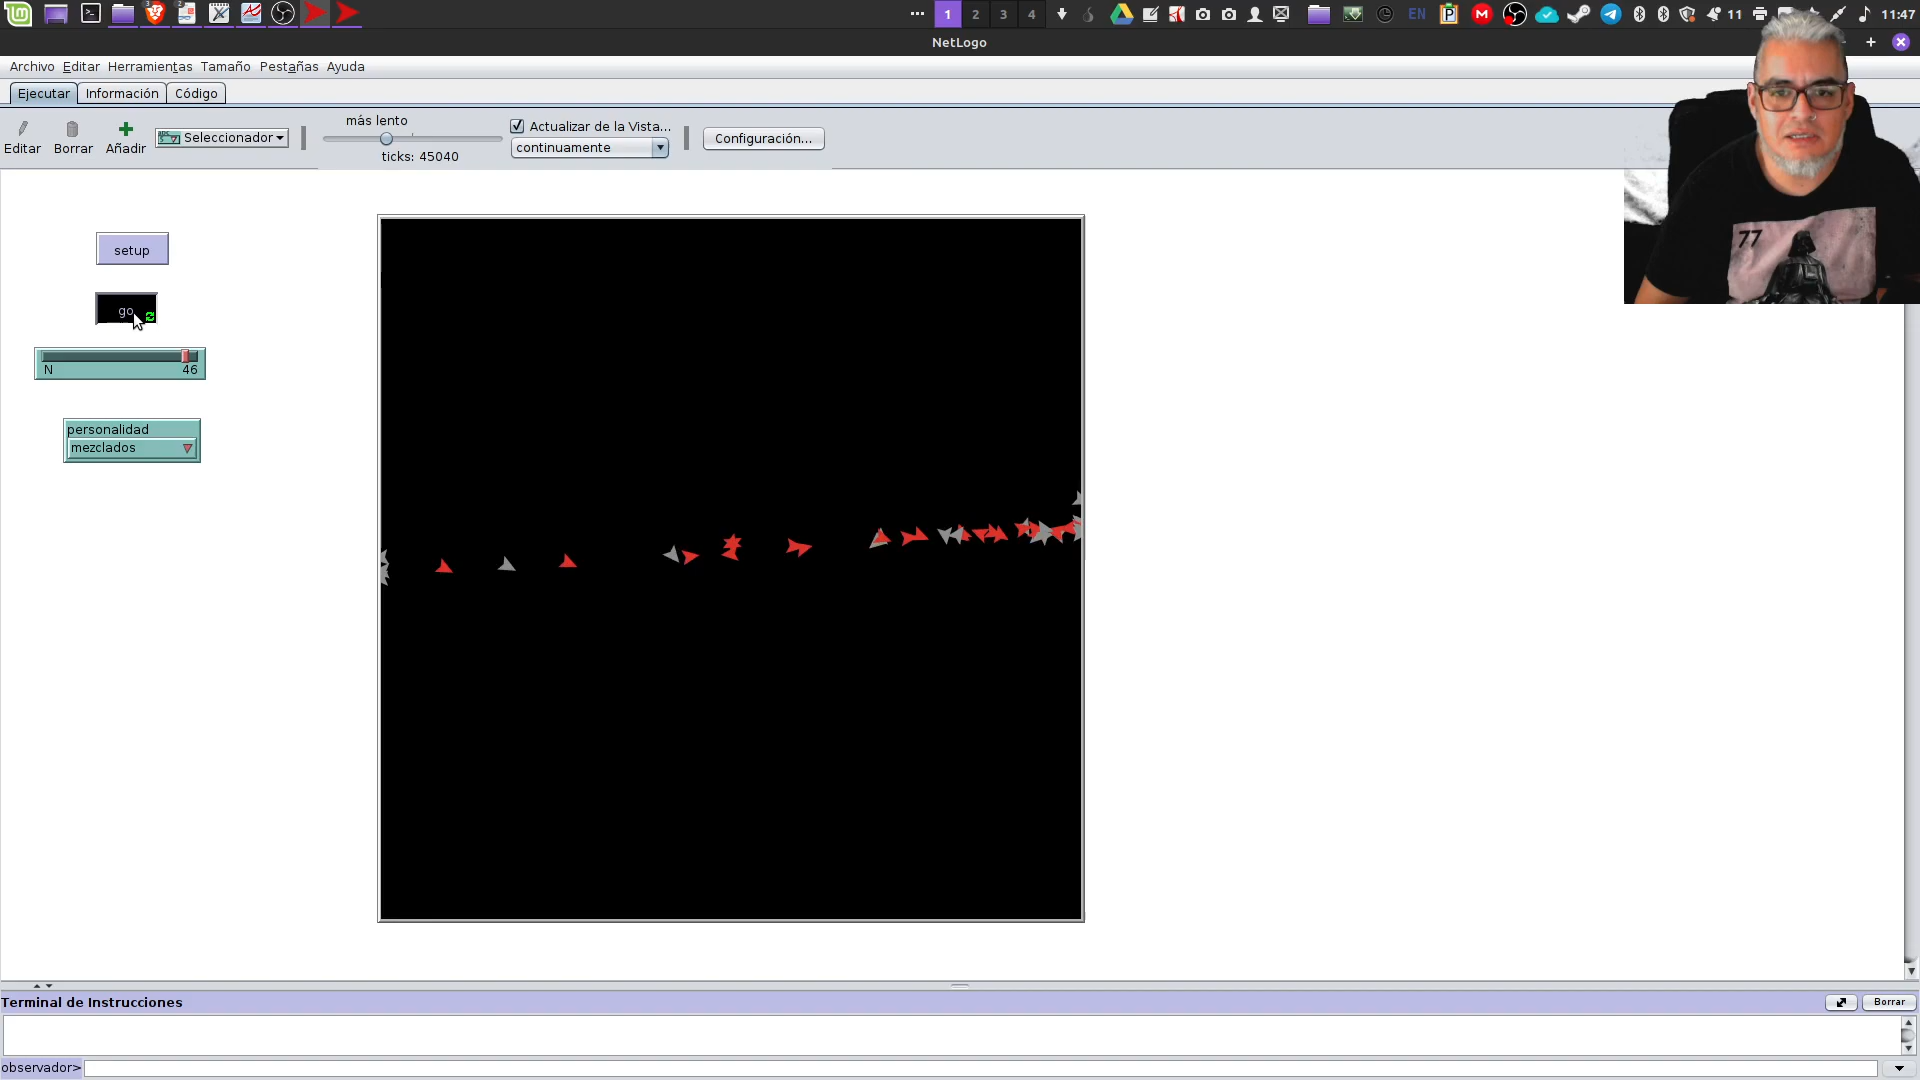 1 2 3 4
EN
11
11:47
NetLogo
Archivo Editar Herramientas Tamaño Pestañas Ayuda
Ejecutar Información Código
más lento
Actualizar de la Vista...
Editar Borrar Añadir
Seleccionador
continuamente
Configuración...
ticks: 45040
setup
go
N 46
personalidad
mezclados
77
Terminal de Instrucciones
Borrar
observador>